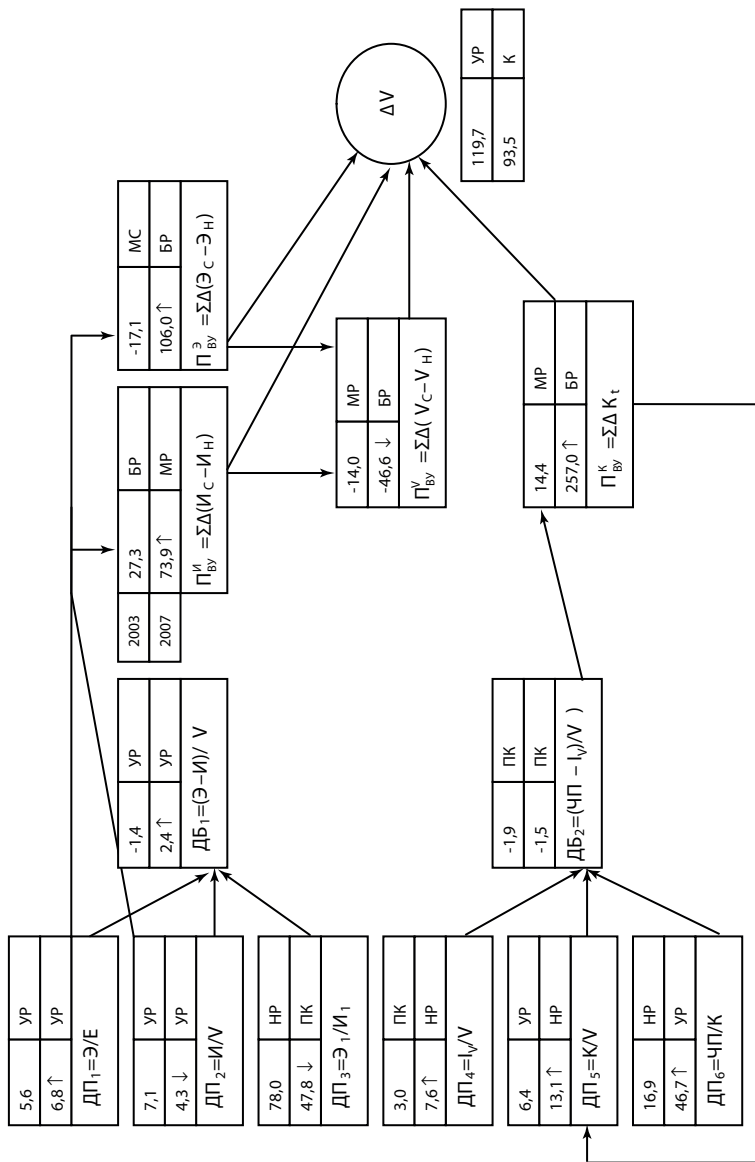 5,6 УР
6,8↑ УР
ДП₁=Э/Е
7,1 УР
4,3 ↓ УР
ДП₂=И/V
78,0 НР
47,8 ↓ ПК
ДП₃=Э₁/И₁
3,0 ПК
7,6↑ НР
ДП₄=I_V/V
6,4 УР
13,1↑ НР
ДП₅=К/V
16,9 НР
46,7↑ УР
ДП₆=ЧП/К
-1,4 УР
2,4↑ УР
ДБ₁=(Э−И)/ V
-1,9 ПК
-1,5 ПК
ДБ₂=(ЧП − I_V)/V )
2003 27,3 БР
2007 73,9↑ МР
П^И_ВУ=ΣΔ(И_С−И_Н)
-17,1 МС
106,0↑ БР
П^Э_ВУ=ΣΔ(Э_С−Э_Н)
-14,0 МР
-46,6 ↓ БР
П^V_ВУ=ΣΔ( V_С−V_Н)
14,4 МР
257,0↑ БР
П^К_ВУ=ΣΔ К_t
ΔV
119,7 УР
93,5 К